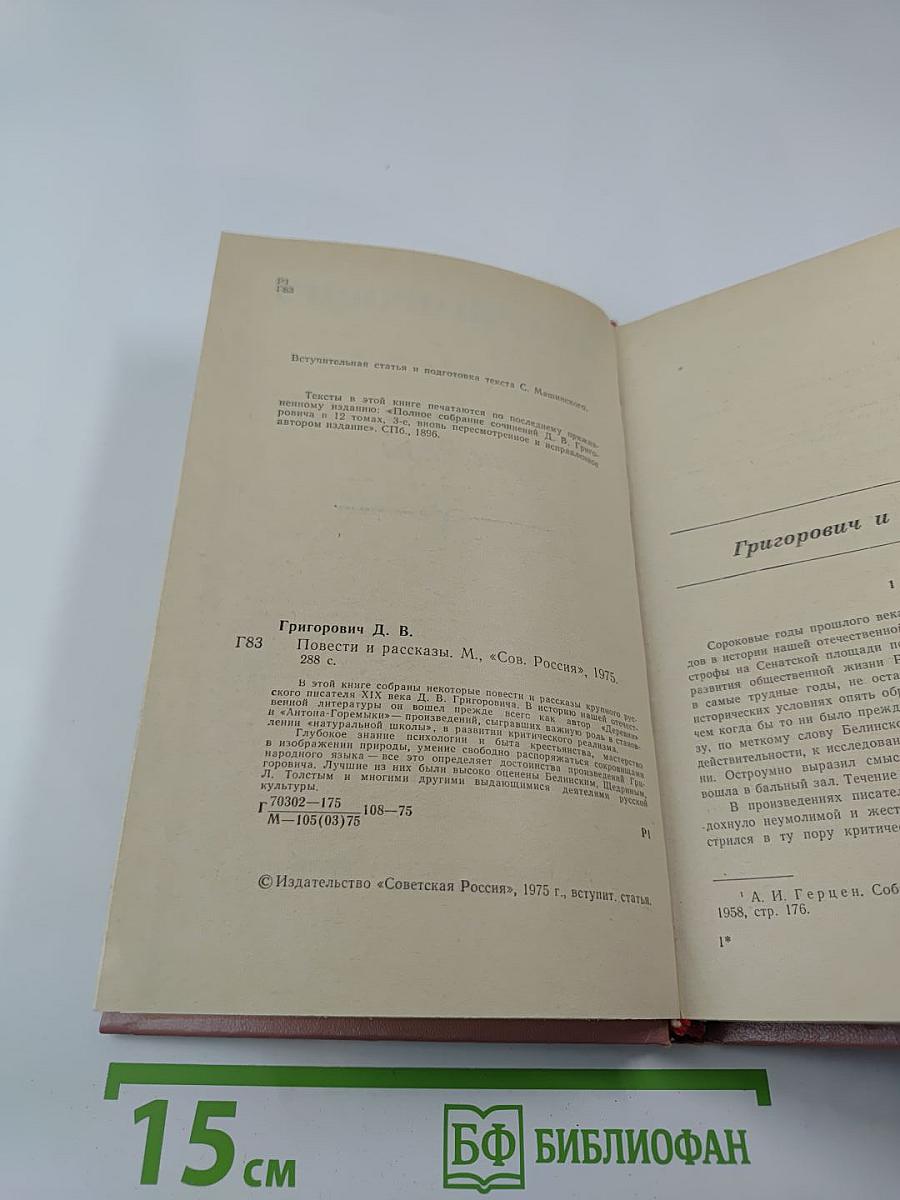 Р1
Г83
Вступительная статья и подготовка текста С. Машинского.
Тексты в этой книге печатаются по последнему прижиз-
ненному изданию: «Полное собрание сочинений Д. В. Григо-
ровича в 12 томах, 3-е, вновь пересмотренное и исправленное
автором издание». СПб., 1896.
Григорович Д. В.
Г83 Повести и рассказы. М., «Сов. Россия», 1975.
288 с.
В этой книге собраны некоторые повести и рассказы крупного рус-
ского писателя XIX века Д. В. Григоровича. В историю нашей отечест-
венной литературы он вошел прежде всего как автор «Деревни»
и «Антона-Горемыки» — произведений, сыгравших важную роль в станов-
лении «натуральной школы», в развитии критического реализма.
Глубокое знание психологии и быта крестьянства, мастерство
в изображении природы, умение свободно распоряжаться сокровищами
народного языка — все это определяет достоинства произведений Гри-
горовича. Лучшие из них были высоко оценены Белинским, Щедриным,
Л. Толстым и многими другими выдающимися деятелями русской
культуры.
Г 70302—175
М—105(03)75 108—75
Р1
© Издательство «Советская Россия», 1975 г., вступит. статья.
Григорович и
1
Сороковые годы прошлого века
дов в истории нашей отечественной
строфы на Сенатской площади по
развития общественной жизни Р
в самые трудные годы, не оста
исторических условиях опять обр
чем когда бы то ни было прежд
зу, по меткому слову Белинско
действительности, к исследован
ни. Остроумно выразил смыс
вошла в бальный зал. Течение
В произведениях писател
дохнуло неумолимой и жест
стрился в ту пору критичес
¹ А. И. Герцен. Соб
1958, стр. 176.
1*
15 см
БФ БИБЛИОФАН